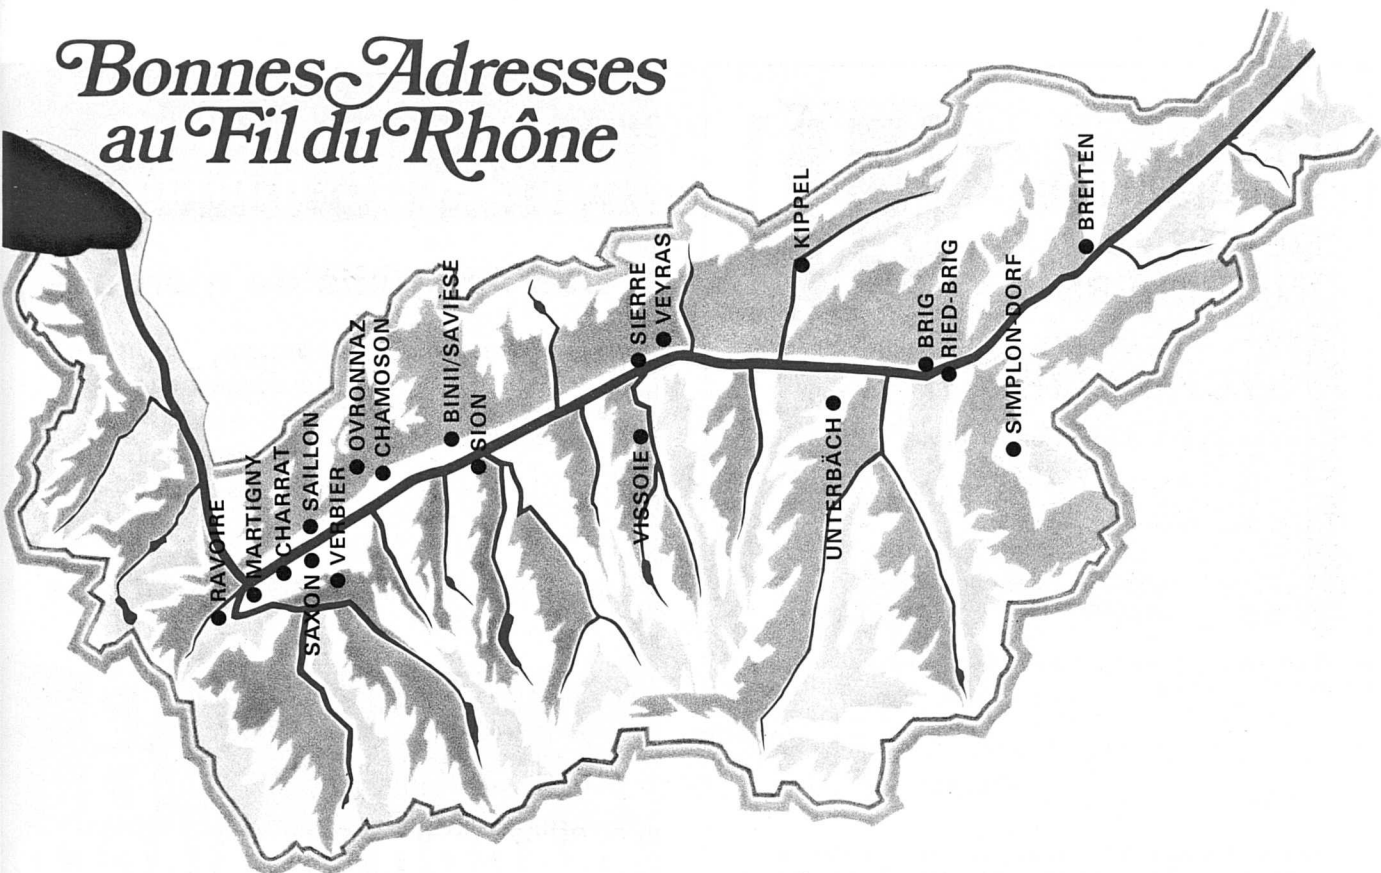 Bonnes Adresses
au Fil du Rhône
RAVOIRE
MARTIGNY
CHARRAT
SAXON
SAILLON
VERBIER
OVRONNAZ
CHAMOSON
BINII/SAVIÈSE
SION
SIERRE
VEYRAS
VISSOIE
KIPPEL
UNTERBÄCH
BRIG
RIED-BRIG
SIMPLON-DORF
BREITEN